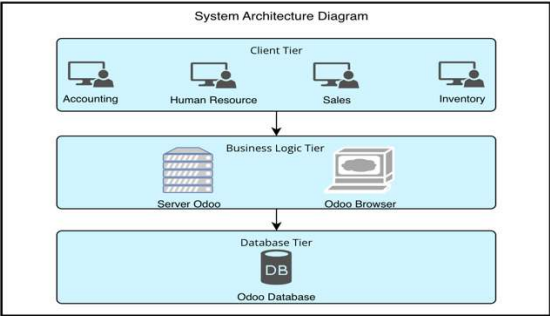 System Architecture Diagram
Client Tier
Accounting Human Resource Sales Inventory
Business Logic Tier
Server Odoo Odoo Browser
Database Tier
DB
Odoo Database